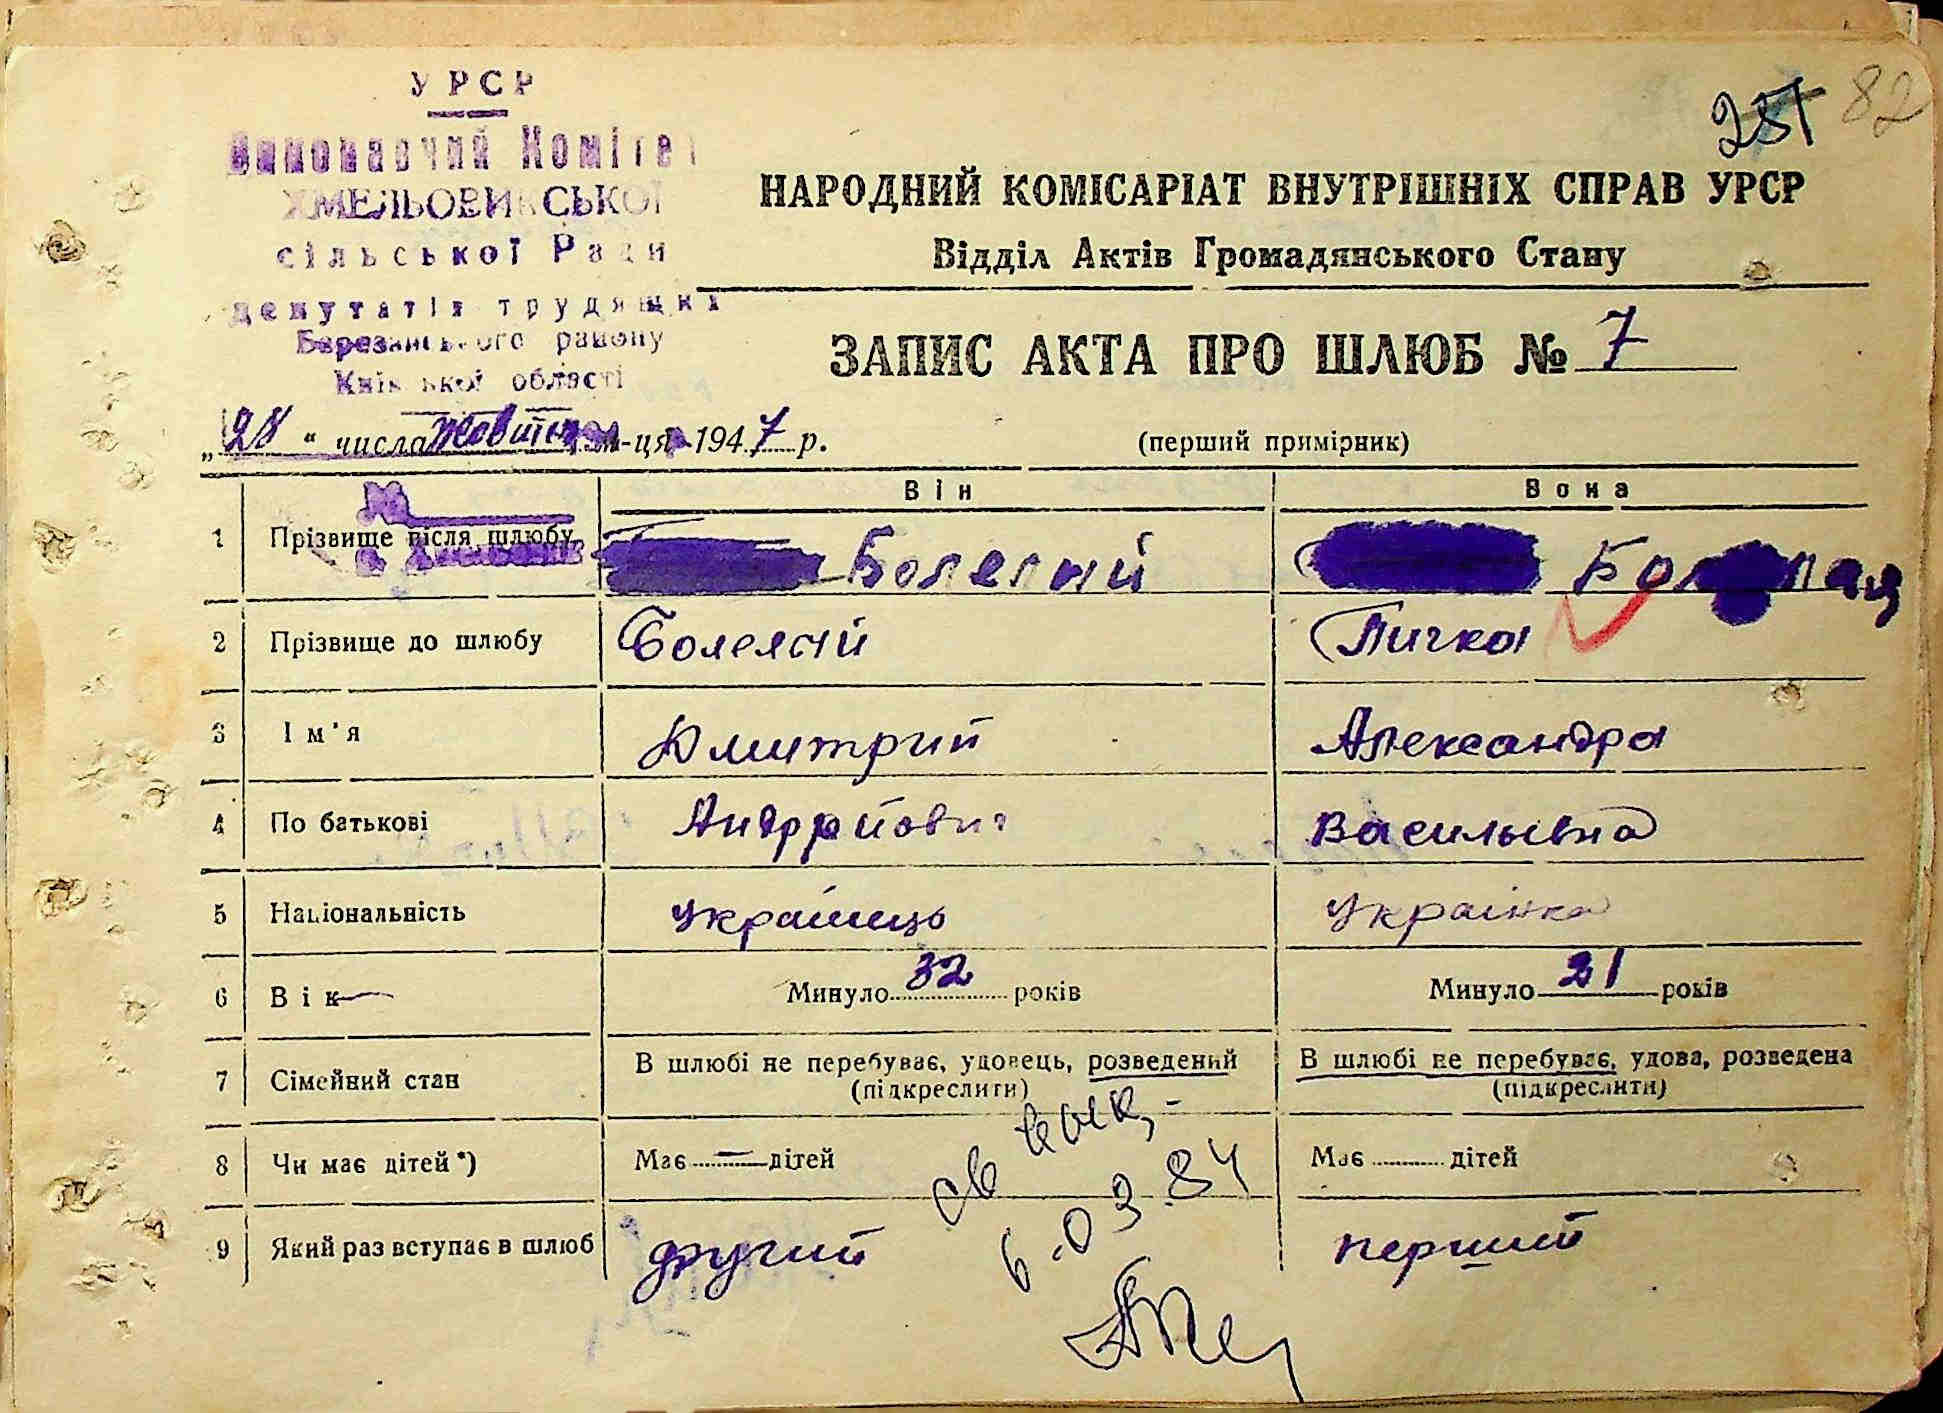 УРСР
Виконавчий Комітет
ХМЕЛЬОВИКСЬКОЇ
сільської Ради
депутатів трудящих
Березанського району
Київської області
82
НАРОДНИЙ КОМІСАРІАТ ВНУТРІШНІХ СПРАВ УРСР
Відділ Актів Громадянського Стану
ЗАПИС АКТА ПРО ШЛЮБ № 7
„28“ числа жовтня м-ця 1947 р.
(перший примірник)
Він Вона
1 Прізвище після шлюбу
2 Прізвище до шлюбу Пичка
3 Ім'я Дмитрий Александра
4 По батькові Андрійович Васильівна
5 Національність Українець Українка
6 Вік Минуло 32 років Минуло 21 років
7 Сімейний стан В шлюбі не перебуває, удовець, розведений В шлюбі не перебуває, удова, розведена
(підкреслити) (підкреслити)
8 Чи має дітей*) Має — дітей Має дітей
6.03.84
9 Який раз вступає в шлюб другий перший